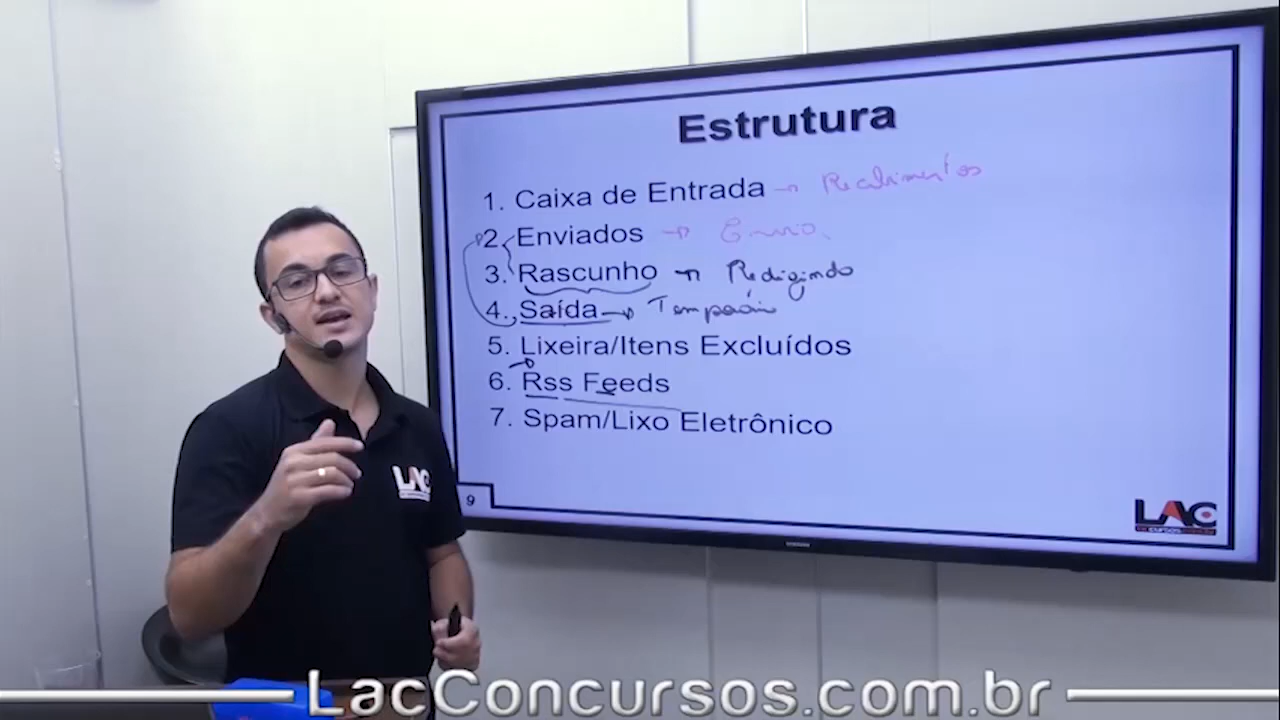 Estrutura
1. Caixa de Entrada → Recebimentos
2. Enviados → Envio
3. Rascunho → Redigindo
4. Saída → Temporário
5. Lixeira/Itens Excluídos
6. Rss Feeds
7. Spam/Lixo Eletrônico
9
LAC
CONCURSOS
LAC
LacConcursos.com.br